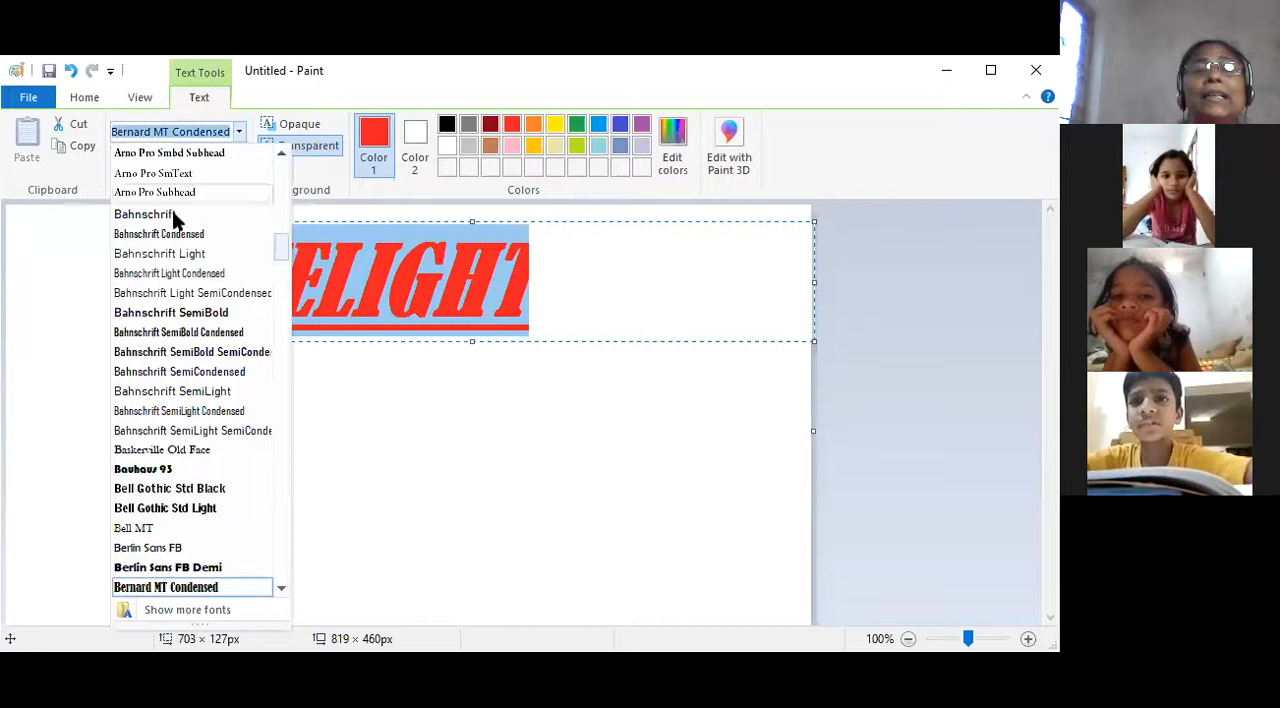 Text Tools
Untitled - Paint
File
Home
View
Text
Paste
Cut
Copy
Clipboard
Bernard MT Condensed
Opaque
ransparent
ground
Color
1
Color
2
Edit
colors
Edit with
Paint 3D
Colors
Arno Pro Smbd Subhead
Arno Pro SmText
Arno Pro Subhead
Bahnschrift
Bahnschrift Condensed
Bahnschrift Light
Bahnschrift Light Condensed
Bahnschrift Light SemiCondensed
Bahnschrift SemiBold
Bahnschrift SemiBold Condensed
Bahnschrift SemiBold SemiConde
Bahnschrift SemiCondensed
Bahnschrift SemiLight
Bahnschrift SemiLight Condensed
Bahnschrift SemiLight SemiConde
Baskerville Old Face
Bauhaus 93
Bell Gothic Std Black
Bell Gothic Std Light
Bell MT
Berlin Sans FB
Berlin Sans FB Demi
Bernard MT Condensed
Show more fonts
ELIGHT
703 × 127px
819 × 460px
100%